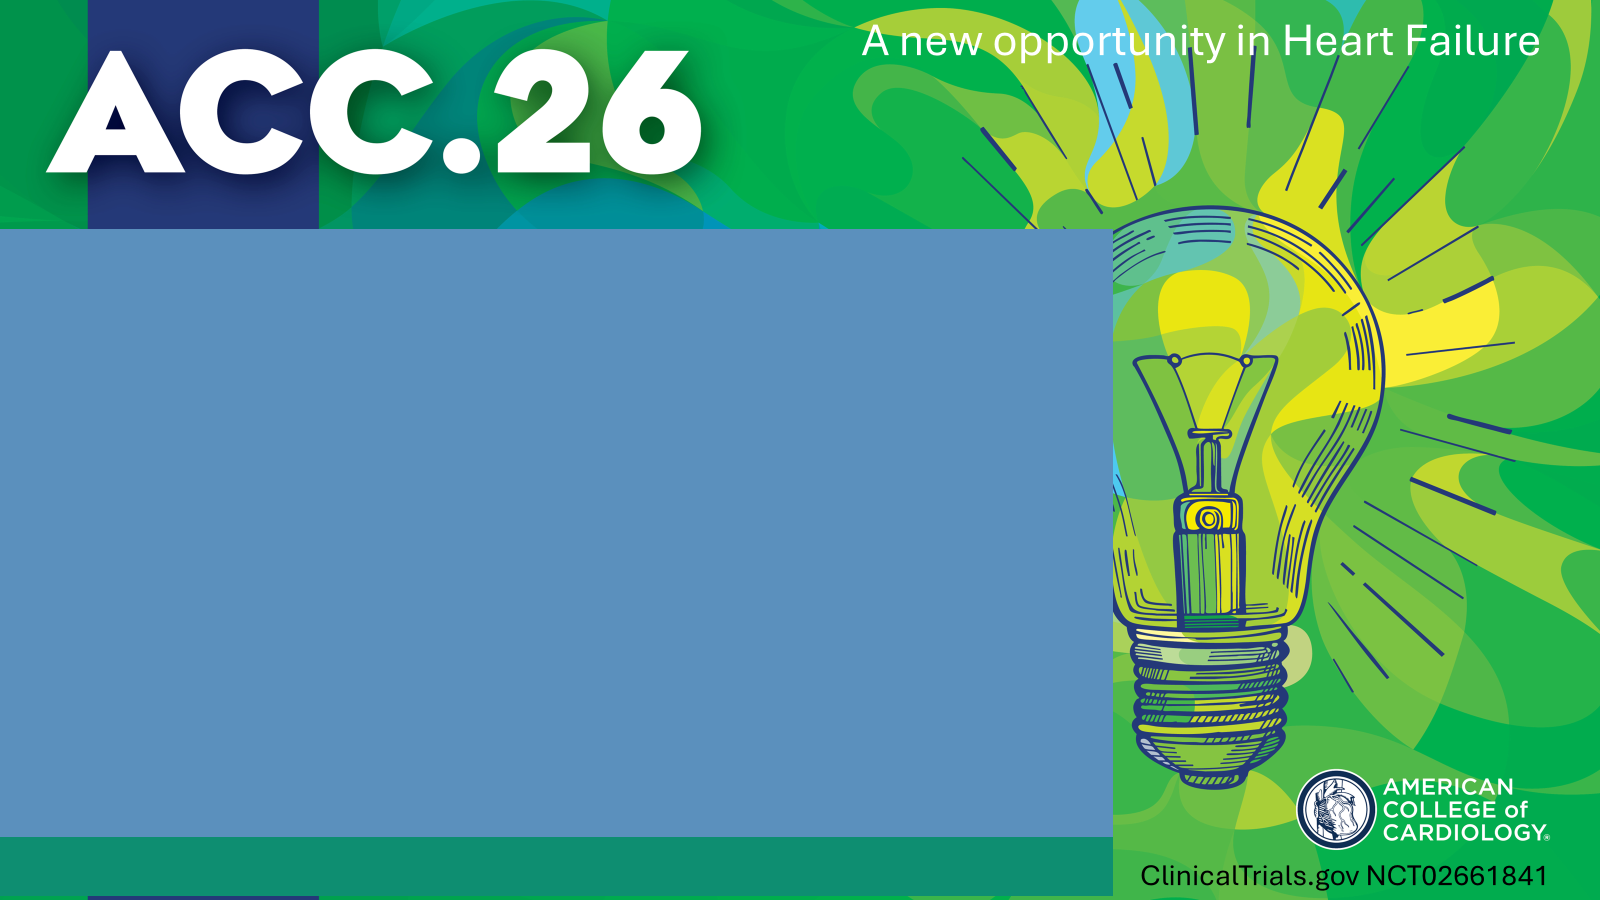 ACC.26
A new opportunity in Heart Failure
AMERICAN
COLLEGE of
CARDIOLOGY®
ClinicalTrials.gov NCT02661841